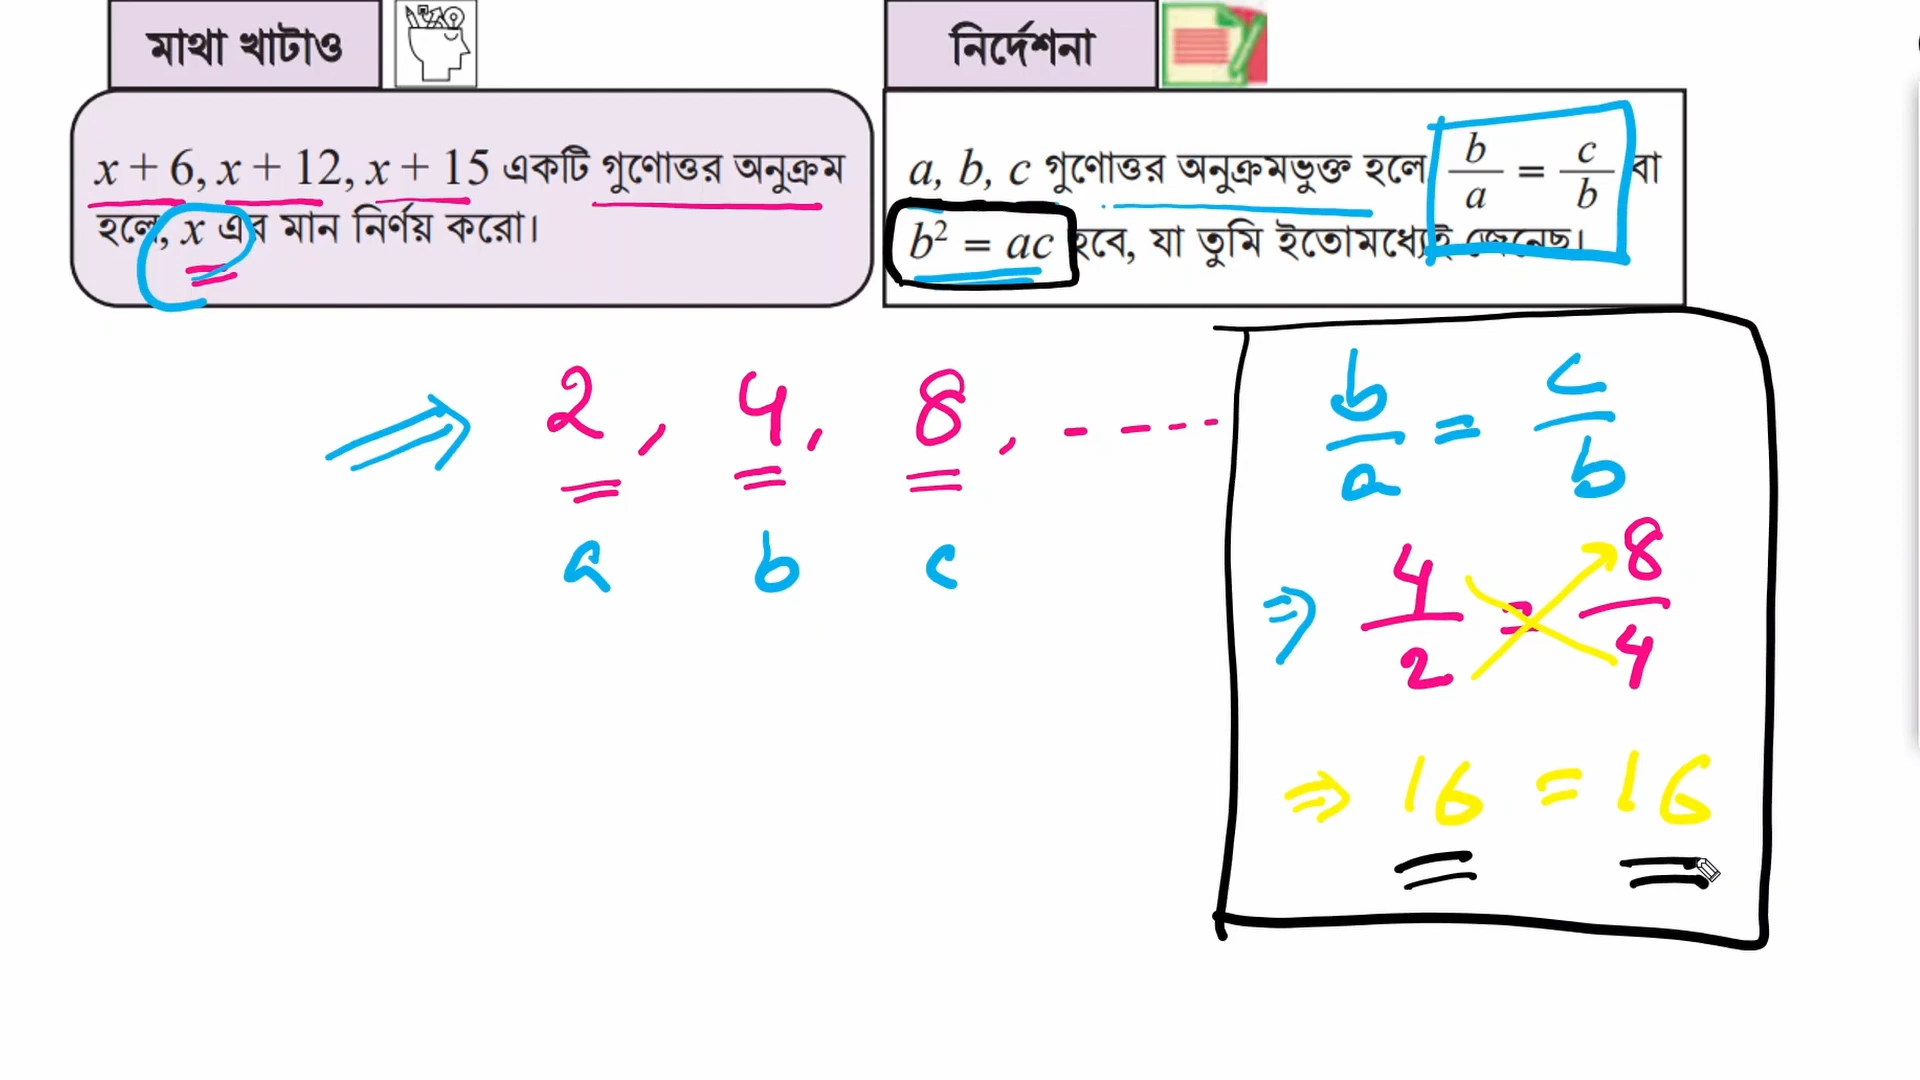 মাথা খাটাও
x + 6, x + 12, x + 15 একটি গুণোত্তর অনুক্রম
হলে, x এর মান নির্ণয় করো।
নির্দেশনা
a, b, c গুণোত্তর অনুক্রমভুক্ত হলে b/a = c/b বা
b² = ac হবে, যা তুমি ইতোমধ্যেই জেনেছ।
⇒ 2, 4, 8, - - - -
a b c
b/a = c/b
⇒ 4/2 = 8/4
⇒ 16 = 16